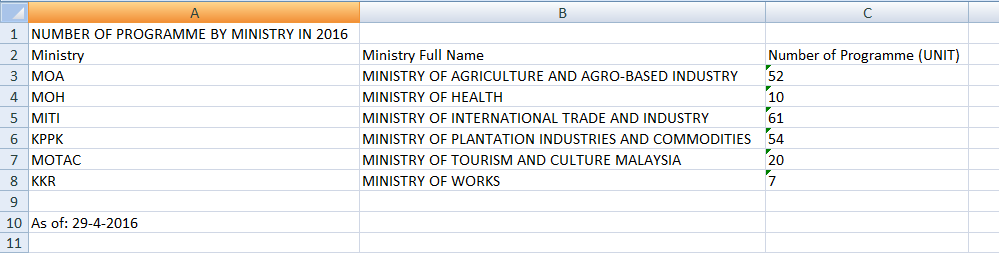 A B C
1 NUMBER OF PROGRAMME BY MINISTRY IN 2016
2 Ministry Ministry Full Name Number of Programme (UNIT)
3 MOA MINISTRY OF AGRICULTURE AND AGRO-BASED INDUSTRY 52
4 MOH MINISTRY OF HEALTH 10
5 MITI MINISTRY OF INTERNATIONAL TRADE AND INDUSTRY 61
6 KPPK MINISTRY OF PLANTATION INDUSTRIES AND COMMODITIES 54
7 MOTAC MINISTRY OF TOURISM AND CULTURE MALAYSIA 20
8 KKR MINISTRY OF WORKS 7
9
10 As of: 29-4-2016
11